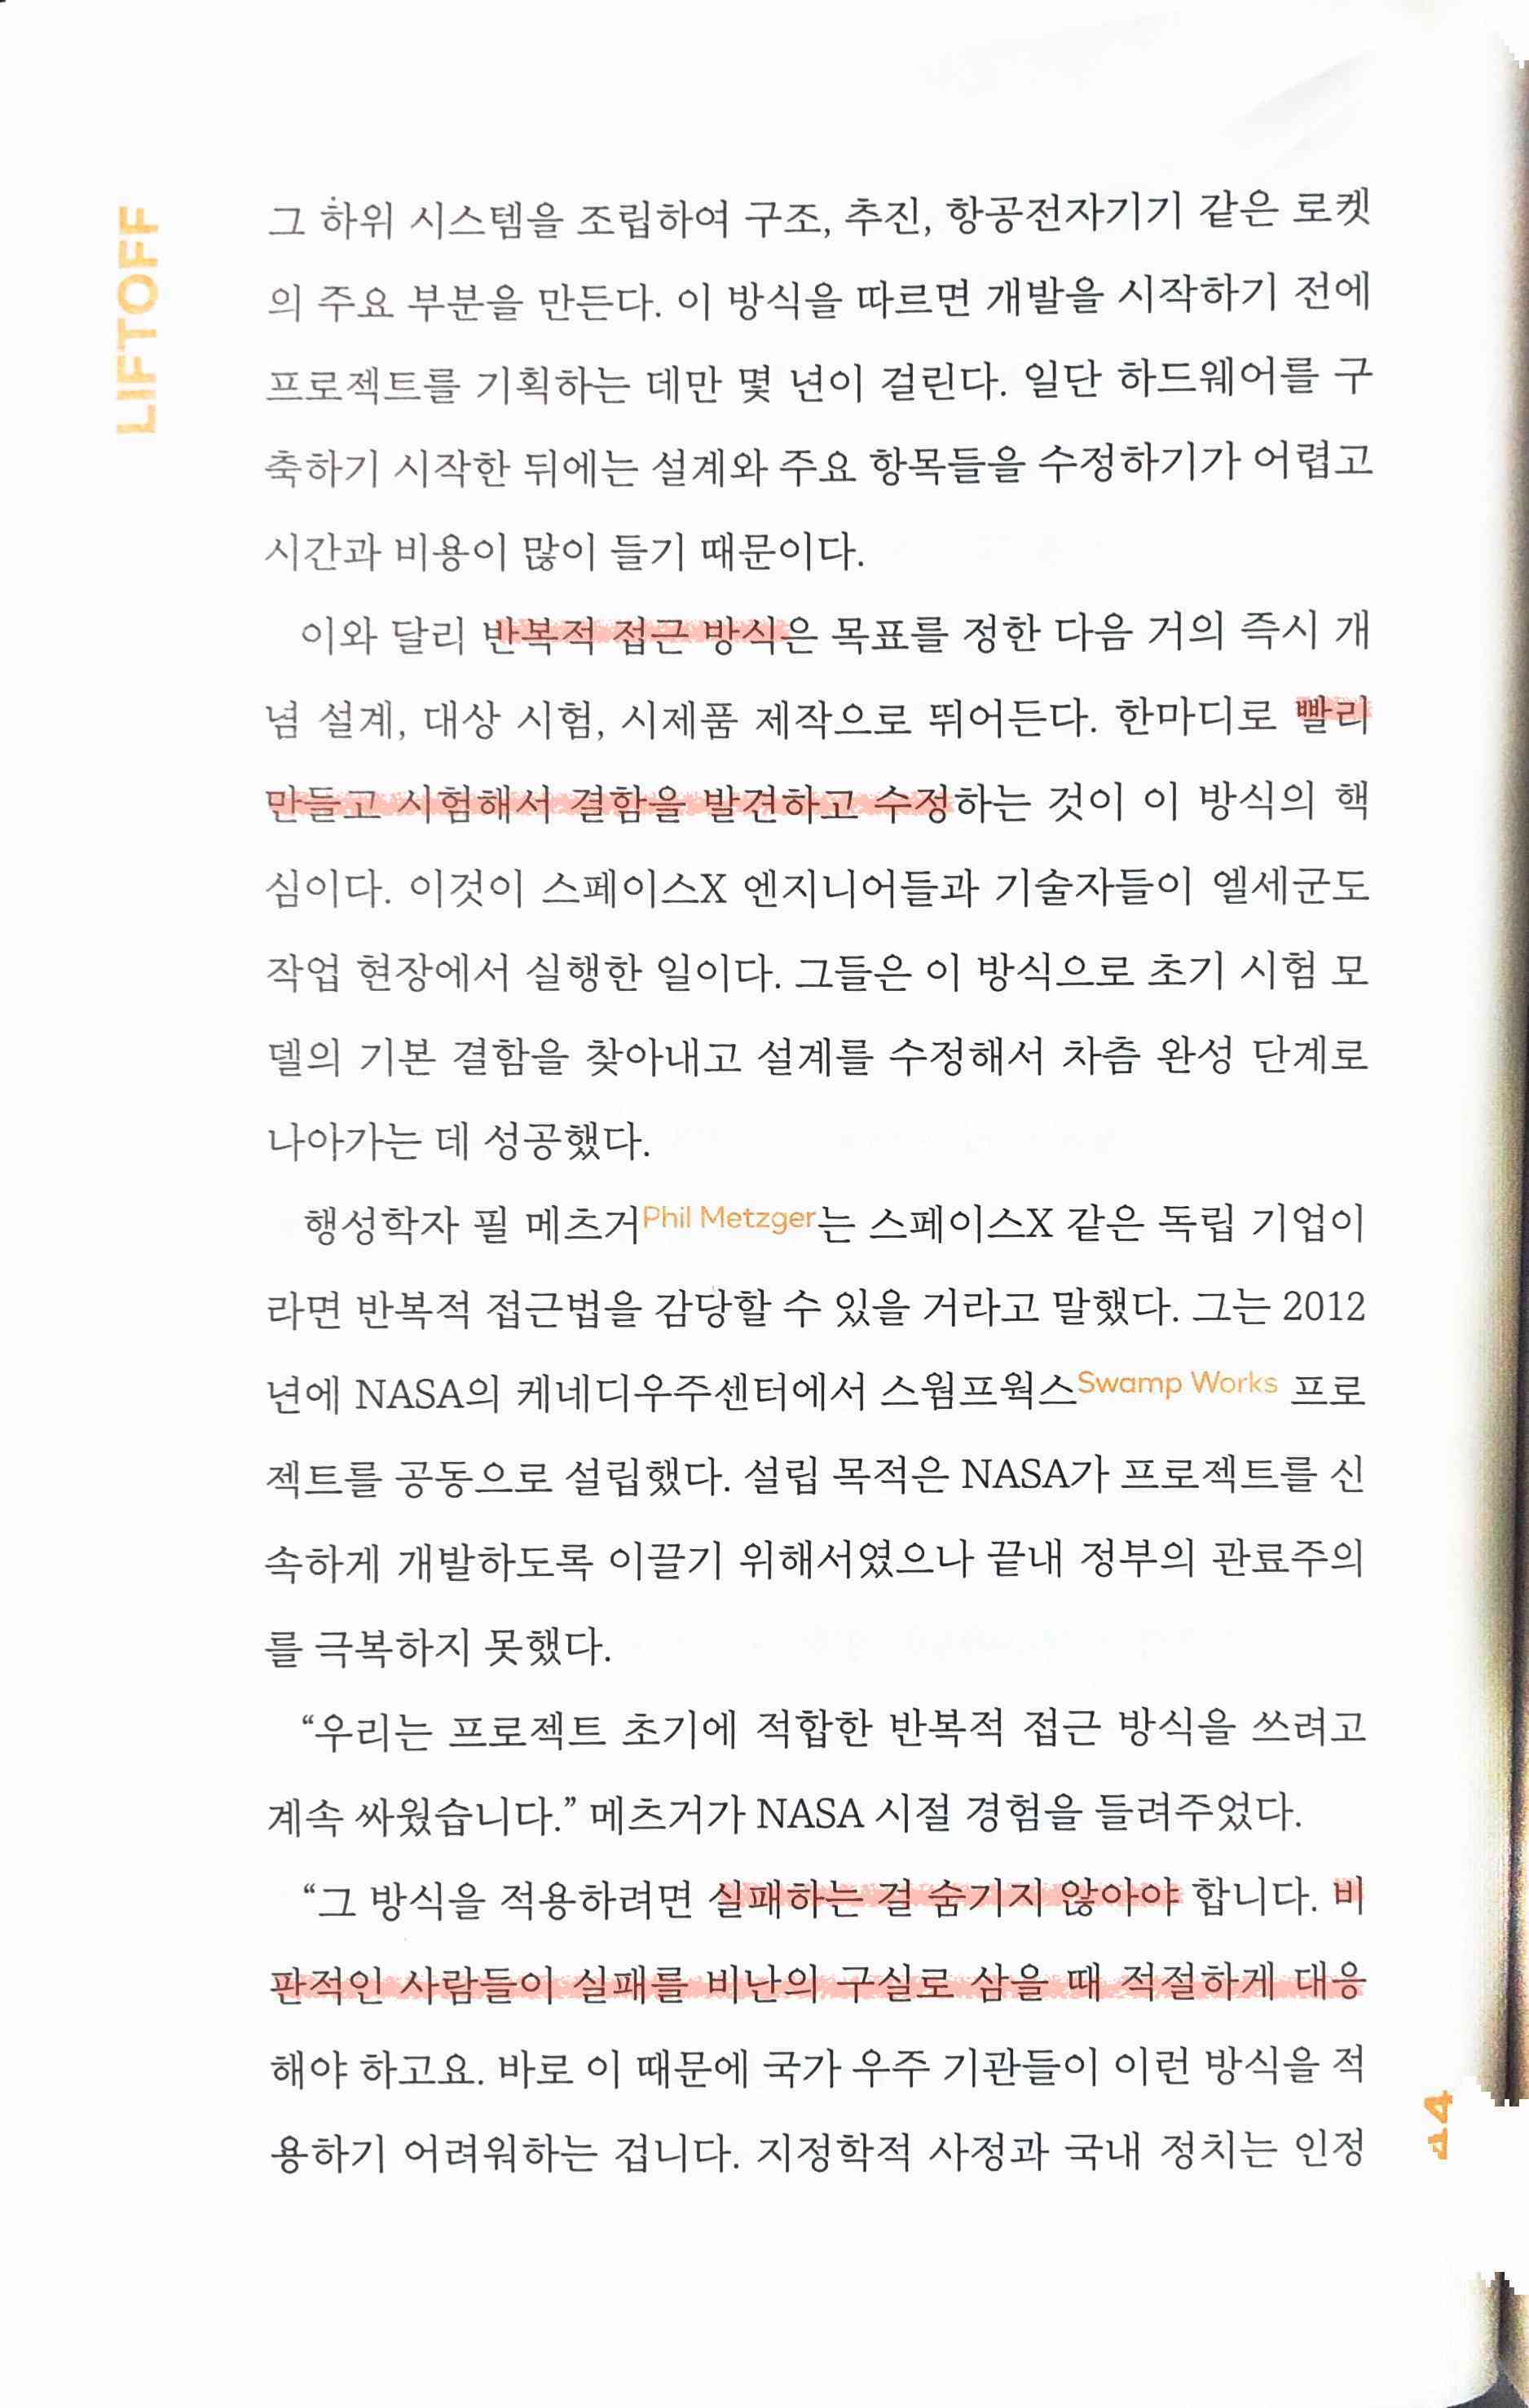 LIFTOFF
그 하위 시스템을 조립하여 구조, 추진, 항공전자기기 같은 로켓
의 주요 부분을 만든다. 이 방식을 따르면 개발을 시작하기 전에
프로젝트를 기획하는 데만 몇 년이 걸린다. 일단 하드웨어를 구
축하기 시작한 뒤에는 설계와 주요 항목들을 수정하기가 어렵고
시간과 비용이 많이 들기 때문이다.
이와 달리 반복적 접근 방식은 목표를 정한 다음 거의 즉시 개
념 설계, 대상 시험, 시제품 제작으로 뛰어든다. 한마디로 빨리
만들고 시험해서 결함을 발견하고 수정하는 것이 이 방식의 핵
심이다. 이것이 스페이스X 엔지니어들과 기술자들이 엘세군도
작업 현장에서 실행한 일이다. 그들은 이 방식으로 초기 시험 모
델의 기본 결함을 찾아내고 설계를 수정해서 차츰 완성 단계로
나아가는 데 성공했다.
행성학자 필 메츠거Phil Metzger는 스페이스X 같은 독립 기업이
라면 반복적 접근법을 감당할 수 있을 거라고 말했다. 그는 2012
년에 NASA의 케네디우주센터에서 스웜프웍스Swamp Works 프로
젝트를 공동으로 설립했다. 설립 목적은 NASA가 프로젝트를 신
속하게 개발하도록 이끌기 위해서였으나 끝내 정부의 관료주의
를 극복하지 못했다.
“우리는 프로젝트 초기에 적합한 반복적 접근 방식을 쓰려고
계속 싸웠습니다.” 메츠거가 NASA 시절 경험을 들려주었다.
“그 방식을 적용하려면 실패하는 걸 숨기지 않아야 합니다. 비
판적인 사람들이 실패를 비난의 구실로 삼을 때 적절하게 대응
해야 하고요. 바로 이 때문에 국가 우주 기관들이 이런 방식을 적
용하기 어려워하는 겁니다. 지정학적 사정과 국내 정치는 인정
44